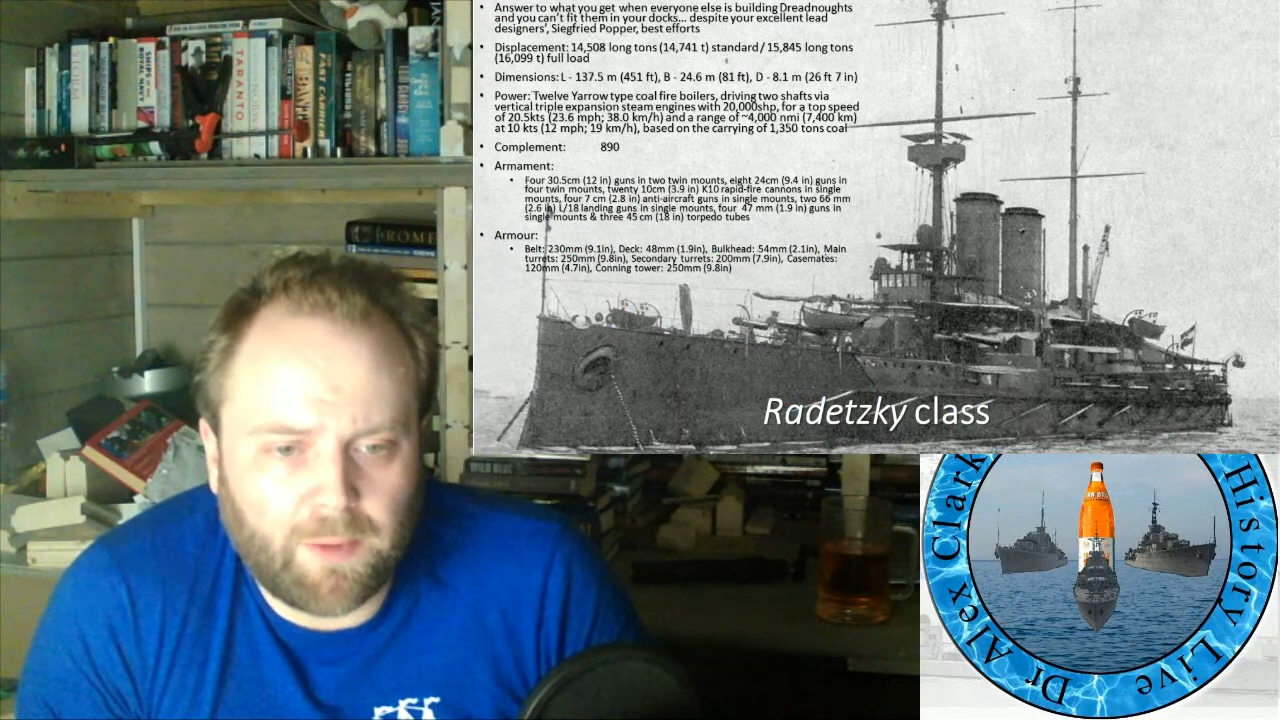 • Answer to what you get when everyone else is building Dreadnoughts
and you can't fit them in your docks... despite your excellent lead
designers', Siegfried Popper, best efforts
• Displacement: 14,508 long tons (14,741 t) standard / 15,845 long tons
(16,099 t) full load
• Dimensions: L - 137.5 m (451 ft), B - 24.6 m (81 ft), D - 8.1 m (26 ft 7 in)
• Power: Twelve Yarrow type coal fire boilers, driving two shafts via
vertical triple expansion steam engines with 20,000shp, for a top speed
of 20.5kts (23.6 mph; 38.0 km/h) and a range of ~4,000 nmi (7,400 km)
at 10 kts (12 mph; 19 km/h), based on the carrying of 1,350 tons coal
• Complement: 890
• Armament:
• Four 30.5cm (12 in) guns in two twin mounts, eight 24cm (9.4 in) guns in
four twin mounts, twenty 10cm (3.9 in) K10 rapid-fire cannons in single
mounts, four 7 cm (2.8 in) anti-aircraft guns in single mounts, two 66 mm
(2.6 in) L/18 landing guns in single mounts, four 47 mm (1.9 in) guns in
single mounts & three 45 cm (18 in) torpedo tubes
• Armour:
• Belt: 230mm (9.1in), Deck: 48mm (1.9in), Bulkhead: 54mm (2.1in), Main
turrets: 250mm (9.8in), Secondary turrets: 200mm (7.9in), Casemates:
120mm (4.7in), Conning tower: 250mm (9.8in)
Radetzky class
SHIPS
ROYAL NAVY
TARANTO
FAST CARRIERS
ROME
WILD BLUE
Dr Alex Clark
History Live